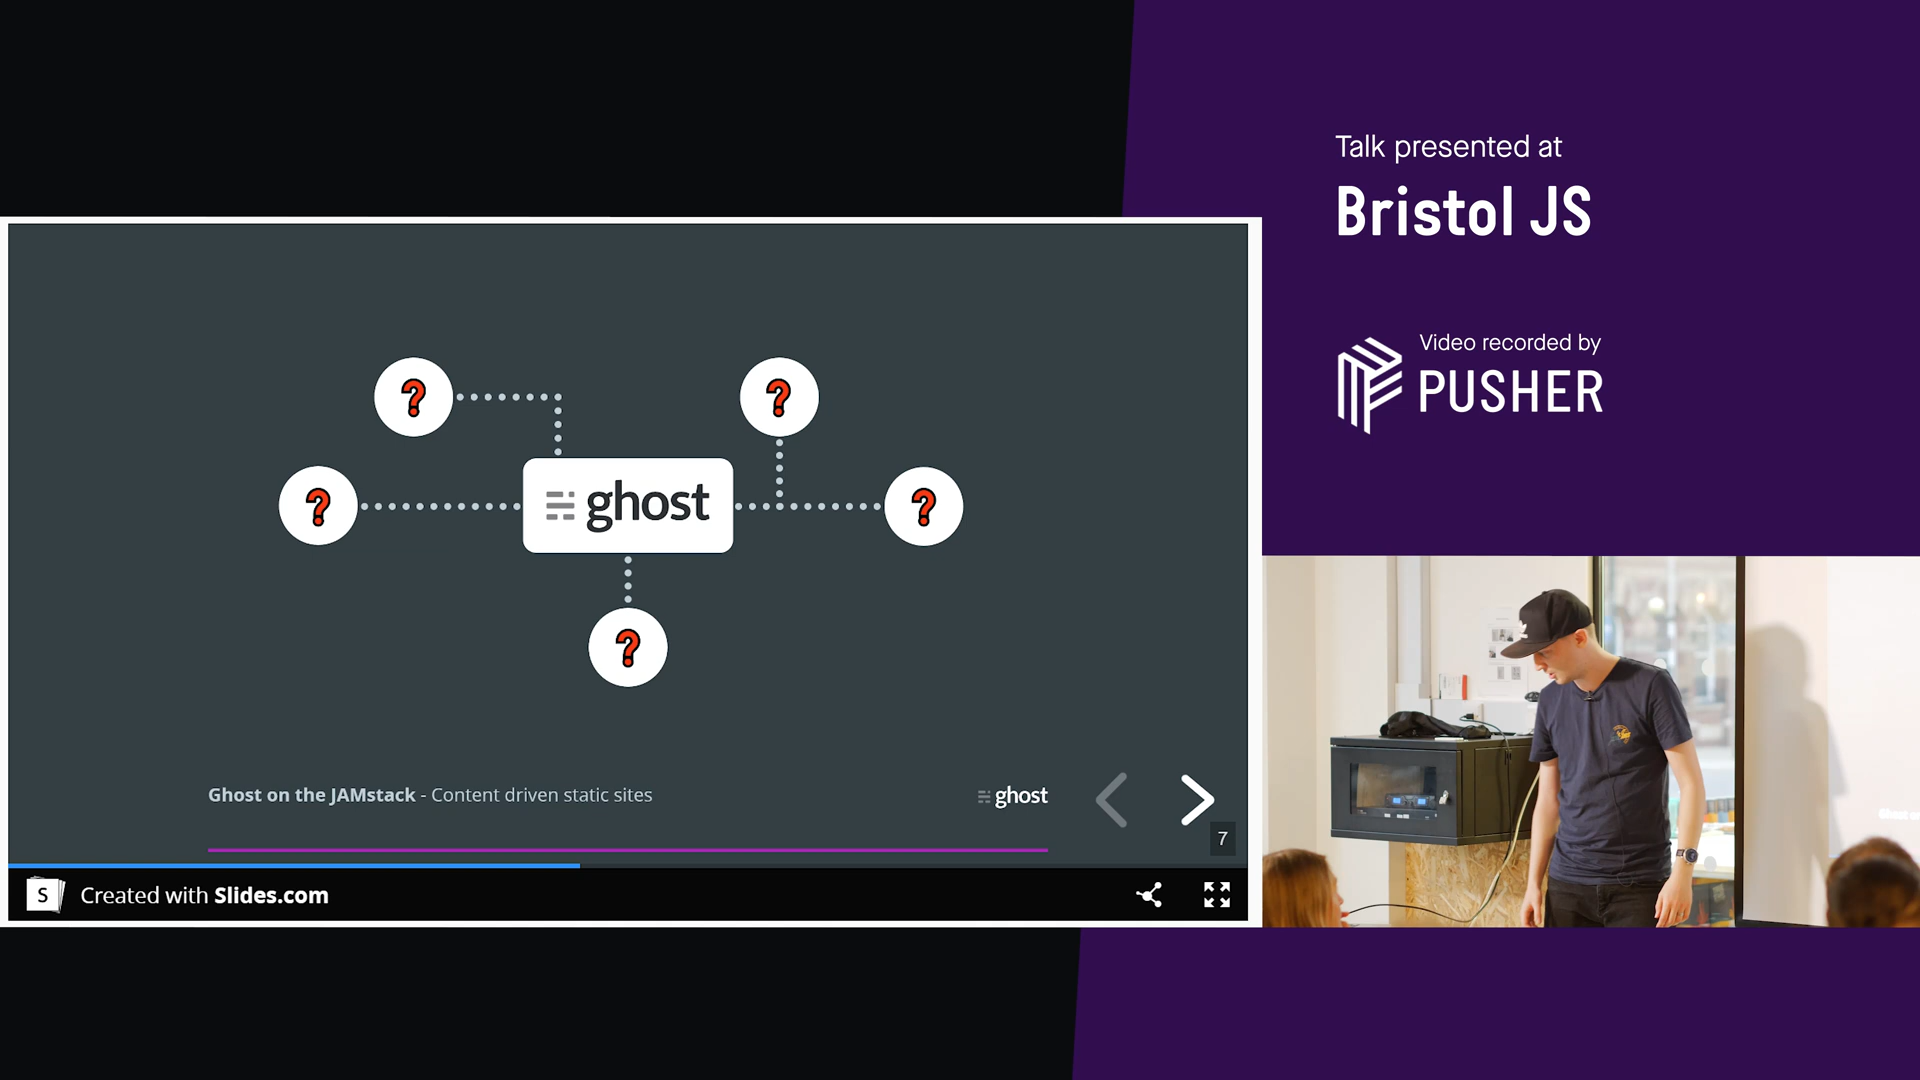 Talk presented at
Bristol JS
Video recorded by
PUSHER
?
?
ghost
?
?
?
Ghost on the JAMstack - Content driven static sites
ghost
7
S
Created with Slides.com